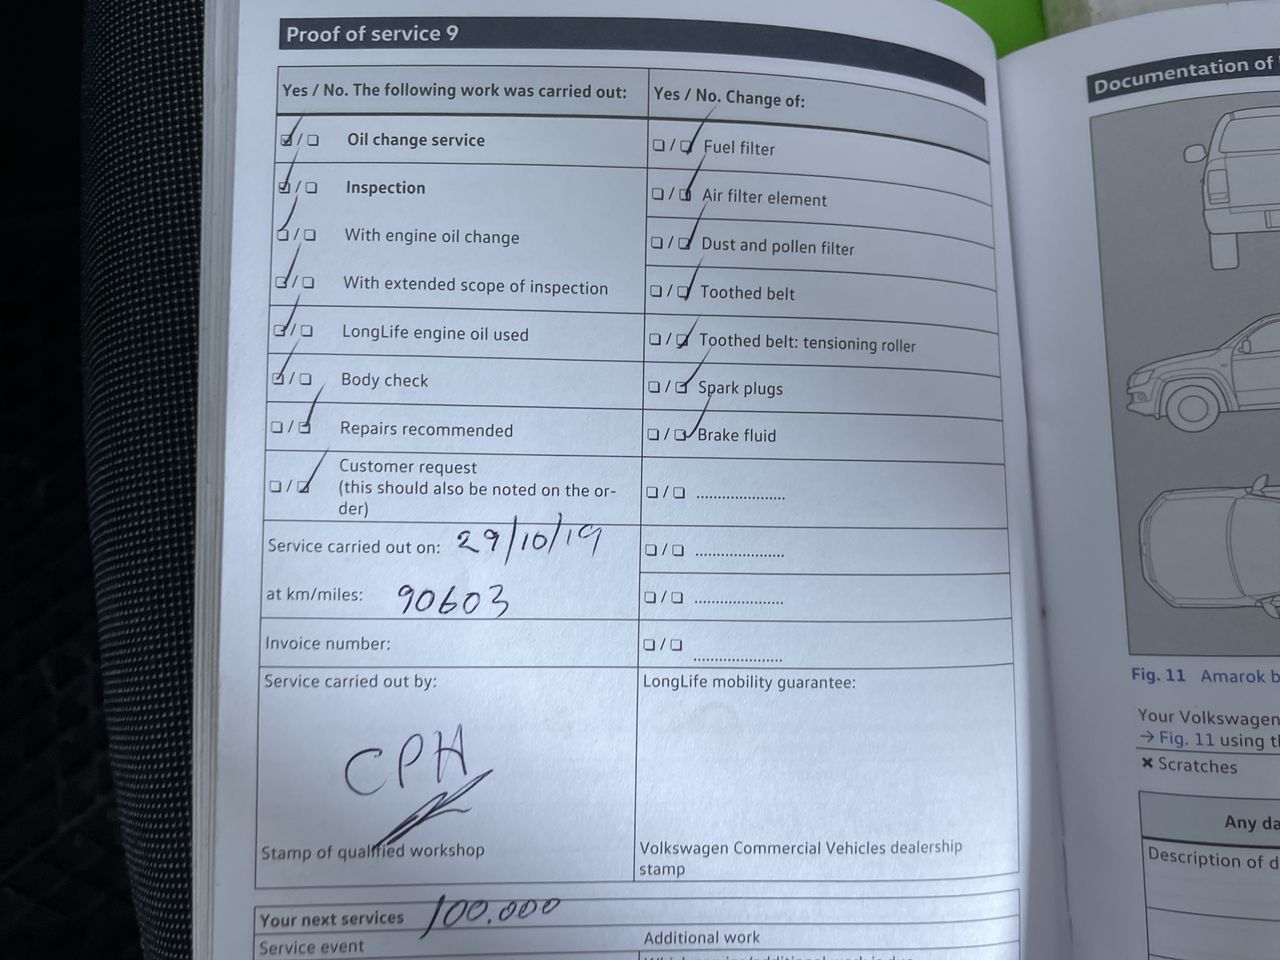 Proof of service 9
Yes / No. The following work was carried out:
☑/☐ Oil change service
☑/☐ Inspection
☑/☐ With engine oil change
☑/☐ With extended scope of inspection
☑/☐ LongLife engine oil used
☑/☐ Body check
☐/☑ Repairs recommended
☐/☑ Customer request
(this should also be noted on the or-
der)
Service carried out on: 29/10/19
at km/miles: 90603
Invoice number:
Service carried out by:
CPH
Stamp of qualified workshop
Yes / No. Change of:
☐/☑ Fuel filter
☐/☑ Air filter element
☐/☑ Dust and pollen filter
☐/☑ Toothed belt
☐/☑ Toothed belt: tensioning roller
☐/☑ Spark plugs
☐/☑ Brake fluid
☐/☐ .....................
☐/☐ .....................
☐/☐ .....................
☐/☐ .....................
LongLife mobility guarantee:
Volkswagen Commercial Vehicles dealership
stamp
Your next services 100.000
Service event
Additional work
Documentation of
Fig. 11 Amarok b
Your Volkswagen
→ Fig. 11 using t
✖ Scratches
Any da
Description of d